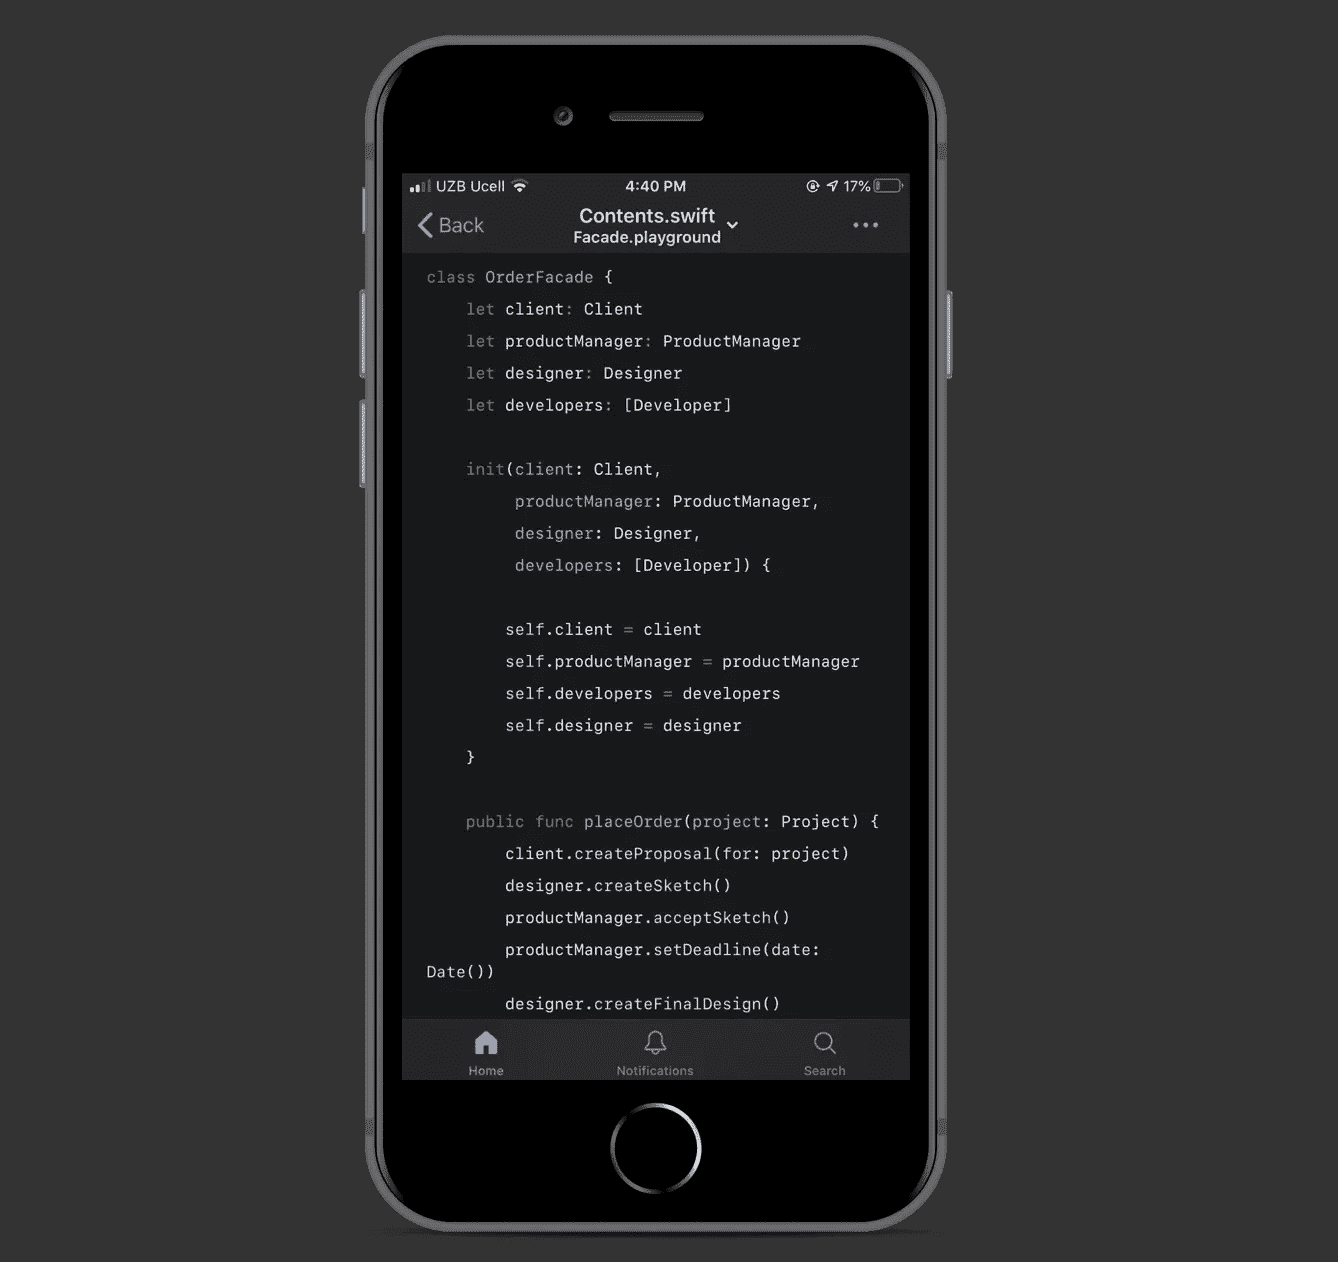 UZB Ucell 4:40 PM 17%
Back
Contents.swift
Facade.playground
class OrderFacade {
    let client: Client
    let productManager: ProductManager
    let designer: Designer
    let developers: [Developer]
    init(client: Client,
         productManager: ProductManager,
         designer: Designer,
         developers: [Developer]) {
        self.client = client
        self.productManager = productManager
        self.developers = developers
        self.designer = designer
    }
    public func placeOrder(project: Project) {
        client.createProposal(for: project)
        designer.createSketch()
        productManager.acceptSketch()
        productManager.setDeadline(date:
Date())
        designer.createFinalDesign()
Home Notifications Search